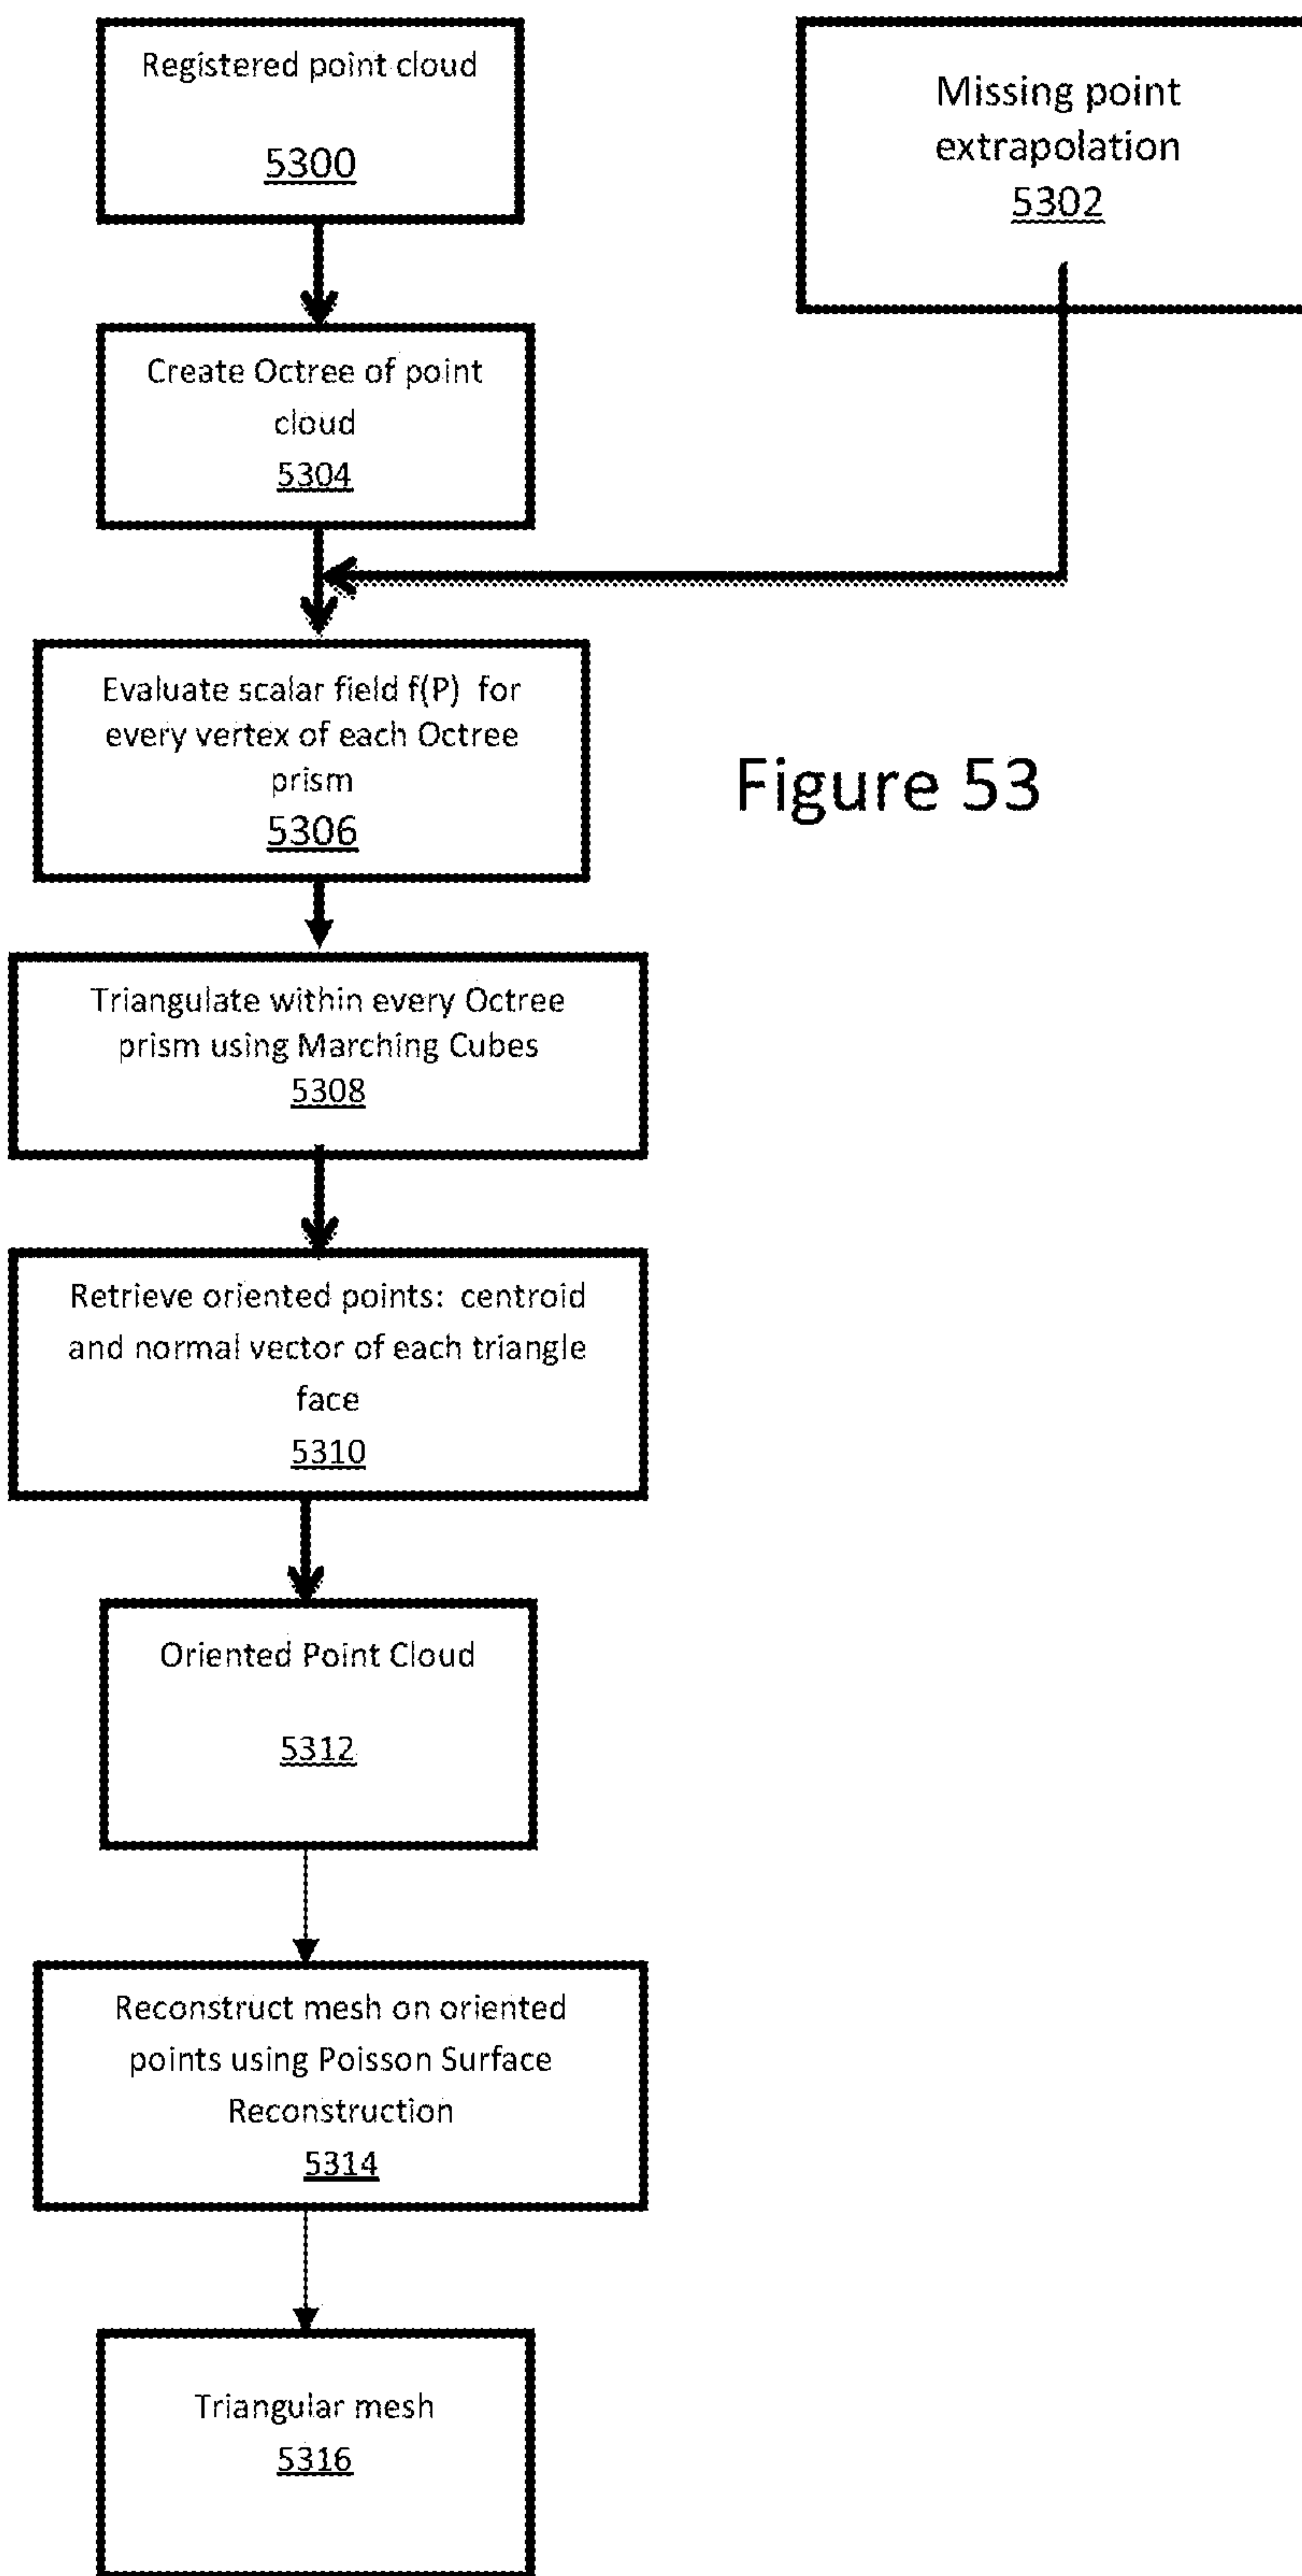 Registered point cloud
5300
Missing point
extrapolation
5302
Create Octree of point
cloud
5304
Evaluate scalar field f(P) for
every vertex of each Octree
prism
5306
Figure 53
Triangulate within every Octree
prism using Marching Cubes
5308
Retrieve oriented points: centroid
and normal vector of each triangle
face
5310
Oriented Point Cloud
5312
Reconstruct mesh on oriented
points using Poisson Surface
Reconstruction
5314
Triangular mesh
5316